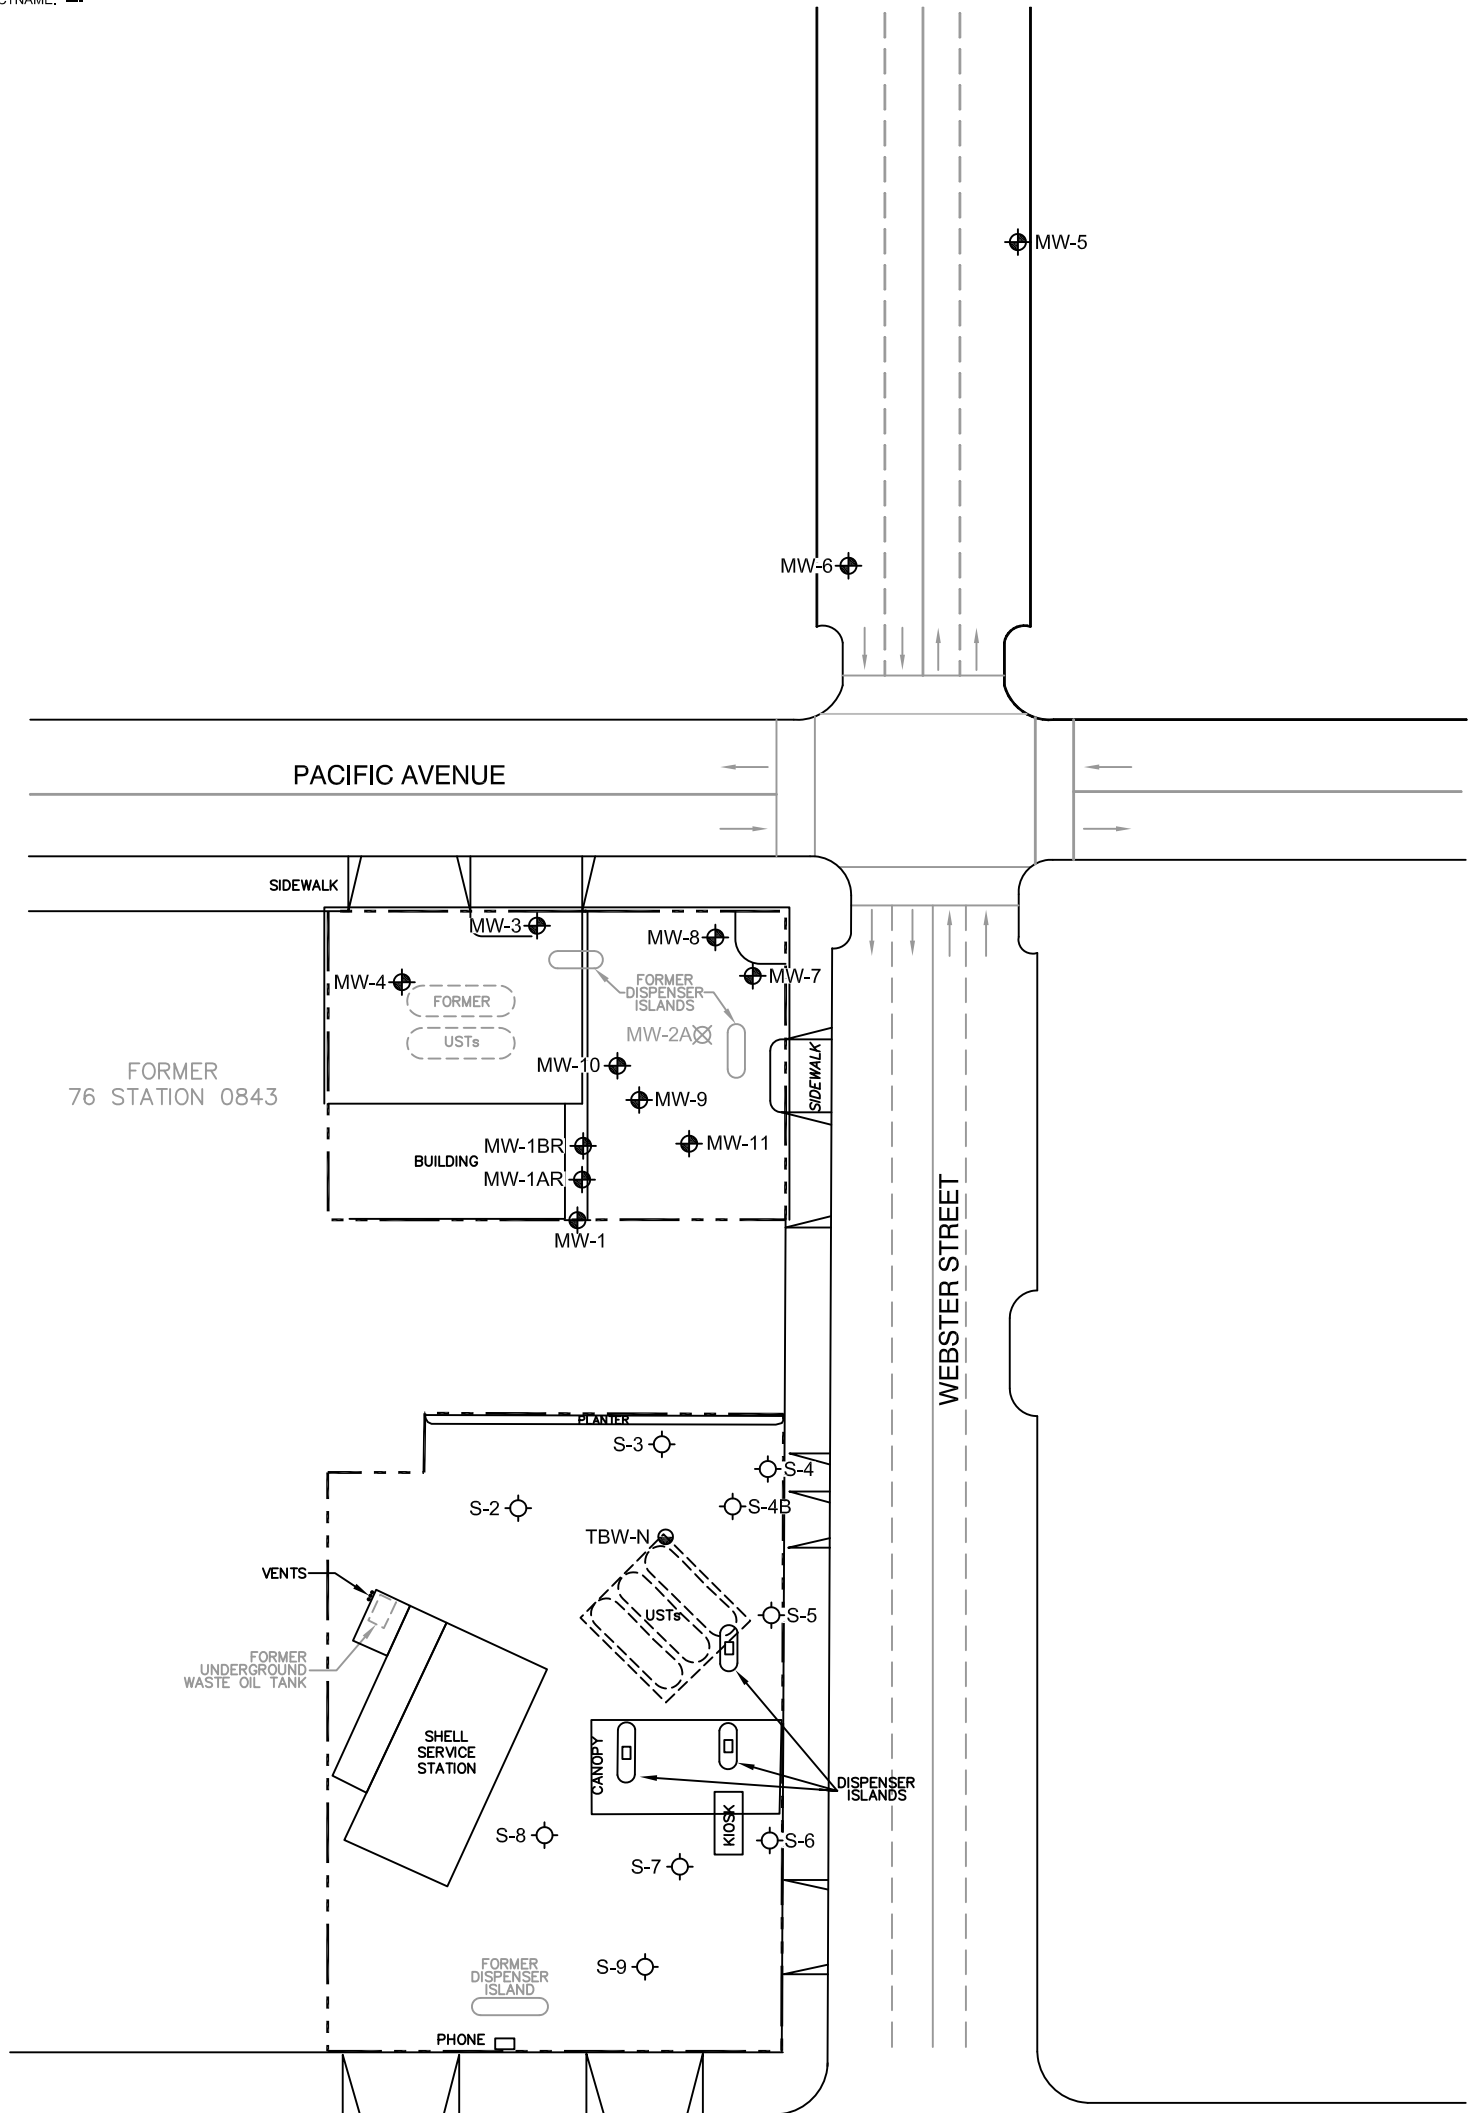 CTNAME:
MW-5
MW-6
PACIFIC AVENUE
SIDEWALK
MW-3
MW-8
MW-4
MW-7
FORMER
DISPENSER
ISLANDS
FORMER
USTs
MW-2A
FORMER
76 STATION 0843
MW-10
SIDEWALK
MW-9
MW-1BR
MW-11
BUILDING
MW-1AR
MW-1
WEBSTER STREET
PLANTER
S-3
S-4
S-2
S-4B
TBW-N
VENTS
USTs
S-5
FORMER
UNDERGROUND
WASTE OIL TANK
SHELL
SERVICE
STATION
CANOPY
DISPENSER
ISLANDS
KIOSK
S-8
S-6
S-7
S-9
FORMER
DISPENSER
ISLAND
PHONE